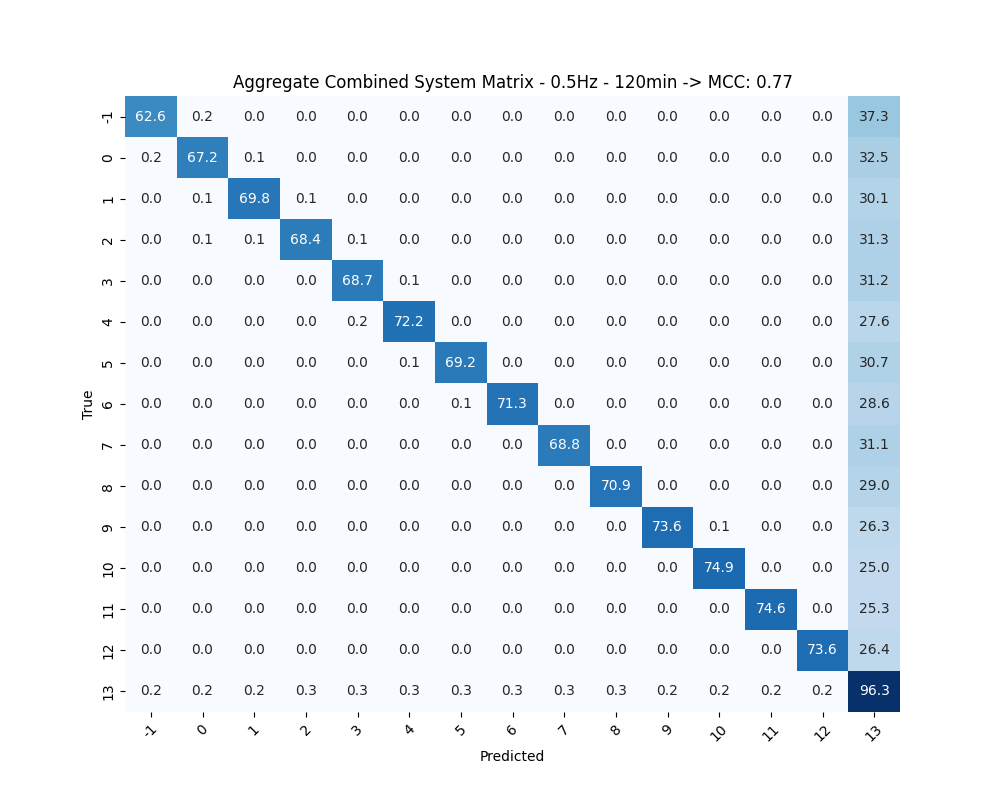 Aggregate Combined System Matrix - 0.5Hz - 120min -> MCC: 0.77
-1 62.6 0.2 0.0 0.0 0.0 0.0 0.0 0.0 0.0 0.0 0.0 0.0 0.0 0.0 37.3
0 0.2 67.2 0.1 0.0 0.0 0.0 0.0 0.0 0.0 0.0 0.0 0.0 0.0 0.0 32.5
1 0.0 0.1 69.8 0.1 0.0 0.0 0.0 0.0 0.0 0.0 0.0 0.0 0.0 0.0 30.1
2 0.0 0.1 0.1 68.4 0.1 0.0 0.0 0.0 0.0 0.0 0.0 0.0 0.0 0.0 31.3
3 0.0 0.0 0.0 0.0 68.7 0.1 0.0 0.0 0.0 0.0 0.0 0.0 0.0 0.0 31.2
4 0.0 0.0 0.0 0.0 0.2 72.2 0.0 0.0 0.0 0.0 0.0 0.0 0.0 0.0 27.6
5 0.0 0.0 0.0 0.0 0.0 0.1 69.2 0.0 0.0 0.0 0.0 0.0 0.0 0.0 30.7
True
6 0.0 0.0 0.0 0.0 0.0 0.0 0.1 71.3 0.0 0.0 0.0 0.0 0.0 0.0 28.6
7 0.0 0.0 0.0 0.0 0.0 0.0 0.0 0.0 68.8 0.0 0.0 0.0 0.0 0.0 31.1
8 0.0 0.0 0.0 0.0 0.0 0.0 0.0 0.0 0.0 70.9 0.0 0.0 0.0 0.0 29.0
9 0.0 0.0 0.0 0.0 0.0 0.0 0.0 0.0 0.0 0.0 73.6 0.1 0.0 0.0 26.3
10 0.0 0.0 0.0 0.0 0.0 0.0 0.0 0.0 0.0 0.0 0.0 74.9 0.0 0.0 25.0
11 0.0 0.0 0.0 0.0 0.0 0.0 0.0 0.0 0.0 0.0 0.0 0.0 74.6 0.0 25.3
12 0.0 0.0 0.0 0.0 0.0 0.0 0.0 0.0 0.0 0.0 0.0 0.0 0.0 73.6 26.4
13 0.2 0.2 0.2 0.3 0.3 0.3 0.3 0.3 0.3 0.3 0.2 0.2 0.2 0.2 96.3
-1 0 1 2 3 4 5 6 7 8 9 10 11 12 13
Predicted